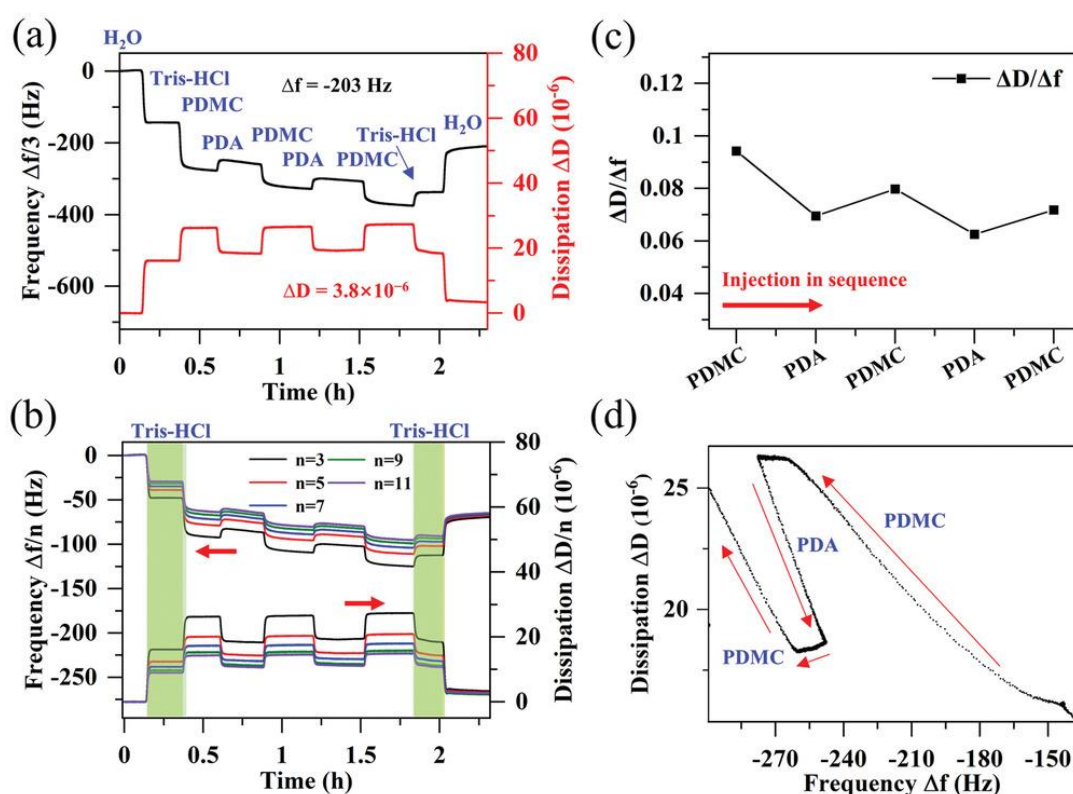 (a)
H₂O
Tris-HCl
PDMC
PDA
PDMC
PDA
Tris-HCl
PDMC
H₂O
Δf = -203 Hz
ΔD = 3.8×10⁻⁶
Frequency Δf/3 (Hz)
0
-200
-400
-600
Dissipation ΔD (10⁻⁶)
80
60
40
20
0
0
0.5
1
1.5
2
Time (h)
(c)
ΔD/Δf
ΔD/Δf
0.12
0.1
0.08
0.06
0.04
Injection in sequence
PDMC
PDA
PDMC
PDA
PDMC
(b)
Tris-HCl
Tris-HCl
n=3
n=9
n=5
n=11
n=7
Frequency Δf/n (Hz)
0
-50
-100
-150
-200
-250
Dissipation ΔD/n (10⁻⁶)
80
60
40
20
0
0
0.5
1
1.5
2
Time (h)
(d)
Dissipation ΔD (10⁻⁶)
25
20
PDMC
PDA
PDMC
-270
-240
-210
-180
-150
Frequency Δf (Hz)